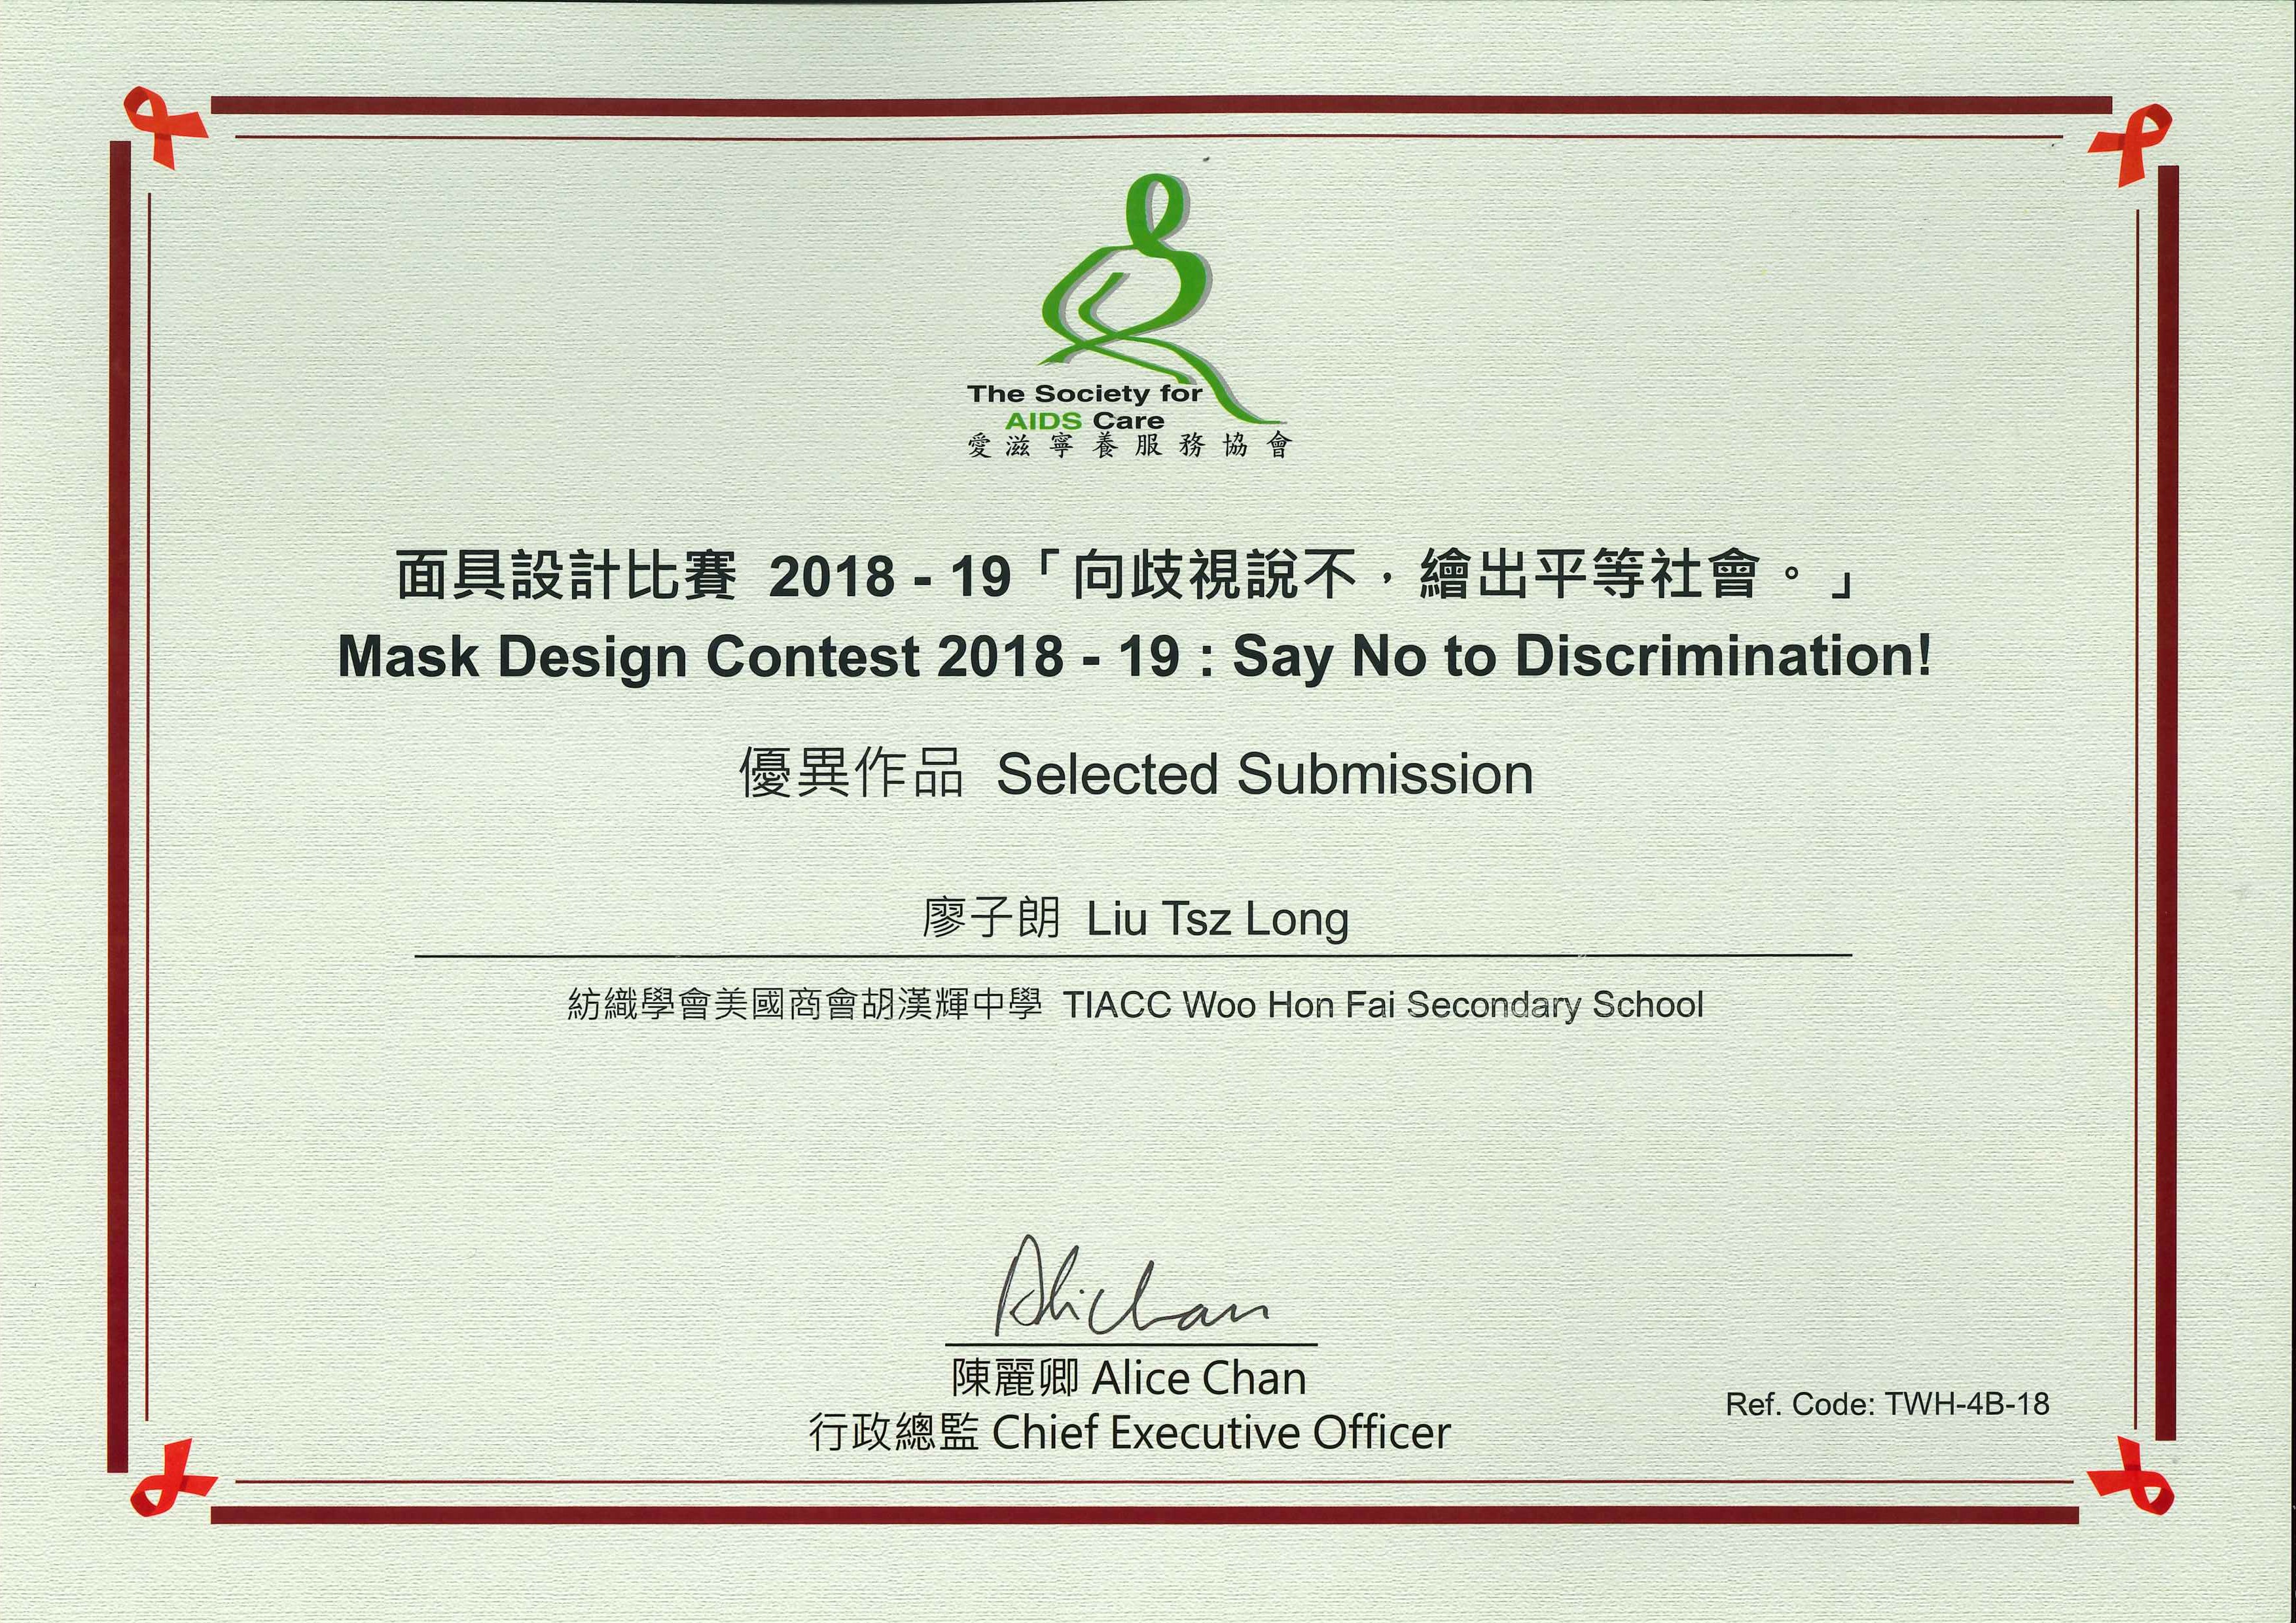 The Society for
AIDS Care
愛滋寧養服務協會
面具設計比賽 2018 - 19「向歧視說不，繪出平等社會。」
Mask Design Contest 2018 - 19 : Say No to Discrimination!
優異作品 Selected Submission
廖子朗 Liu Tsz Long
紡織學會美國商會胡漢輝中學 TIACC Woo Hon Fai Secondary School
Ali Chan
陳麗卿 Alice Chan
行政總監 Chief Executive Officer
Ref. Code: TWH-4B-18